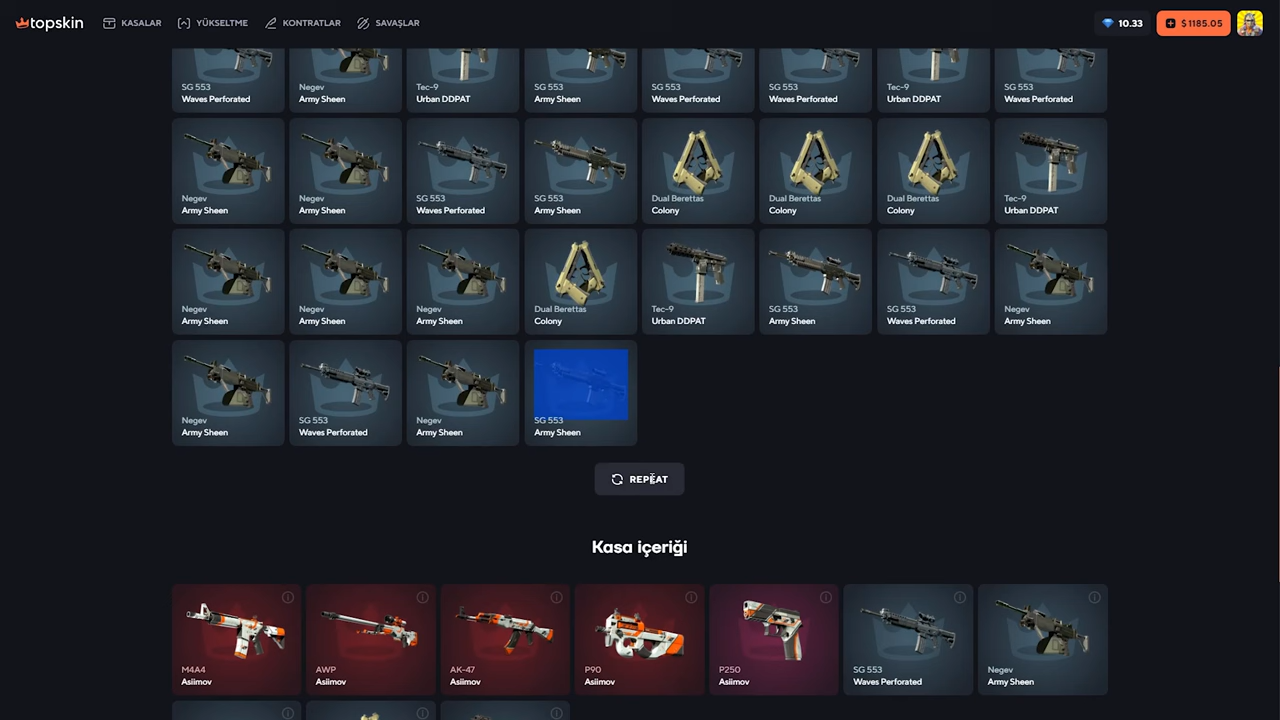 topskin KASALAR YÜKSELTME KONTRATLAR SAVAŞLAR 10.33 $1185.05
SG 553 Negev Tec-9 SG 553 SG 553 SG 553 Tec-9 SG 553
Waves Perforated Army Sheen Urban DDPAT Army Sheen Waves Perforated Waves Perforated Urban DDPAT Waves Perforated
Negev Negev SG 553 SG 553 Dual Berettas Dual Berettas Dual Berettas Tec-9
Army Sheen Army Sheen Waves Perforated Army Sheen Colony Colony Colony Urban DDPAT
Negev Negev Negev Dual Berettas Tec-9 SG 553 SG 553 Negev
Army Sheen Army Sheen Army Sheen Colony Urban DDPAT Army Sheen Waves Perforated Army Sheen
Negev SG 553 Negev SG 553
Army Sheen Waves Perforated Army Sheen Army Sheen
REPEAT
Kasa içeriği
M4A4 AWP AK-47 P90 P250 SG 553 Negev
Asiimov Asiimov Asiimov Asiimov Asiimov Waves Perforated Army Sheen